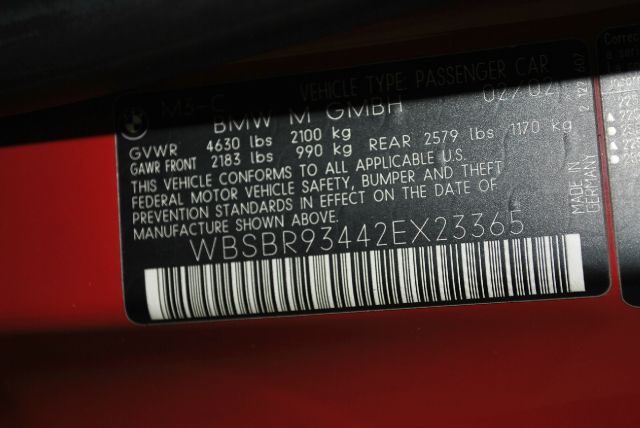 M3-C VEHICLE TYPE: PASSENGER CAR
BMW M GMBH 02/02
GVWR 4630 lbs 2100 kg
GAWR FRONT 2183 lbs 990 kg REAR 2579 lbs 1170 kg
THIS VEHICLE CONFORMS TO ALL APPLICABLE U.S.
FEDERAL MOTOR VEHICLE SAFETY, BUMPER AND THEFT
PREVENTION STANDARDS IN EFFECT ON THE DATE OF
MANUFACTURE SHOWN ABOVE.
WBSBR93442EX23365
MADE IN
GERMANY
Correc